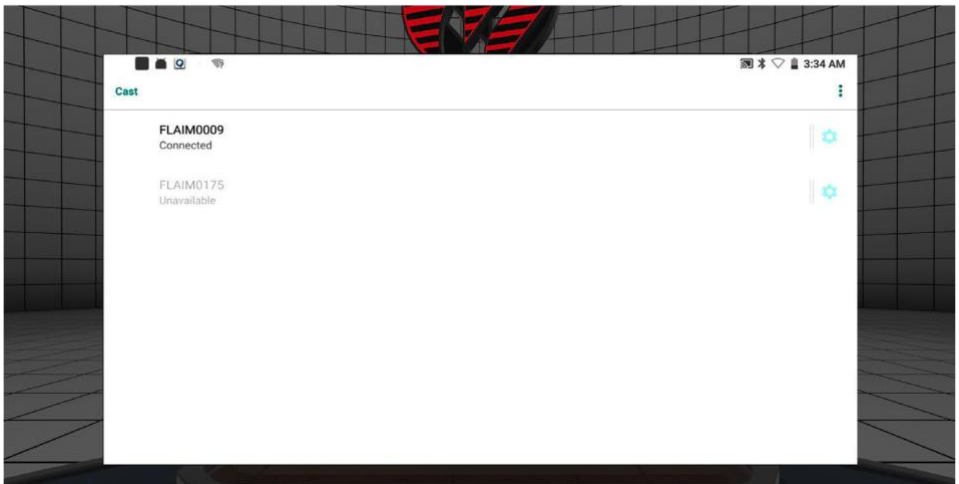 3:34 AM
Cast
FLAIM0009
Connected
FLAIM0175
Unavailable